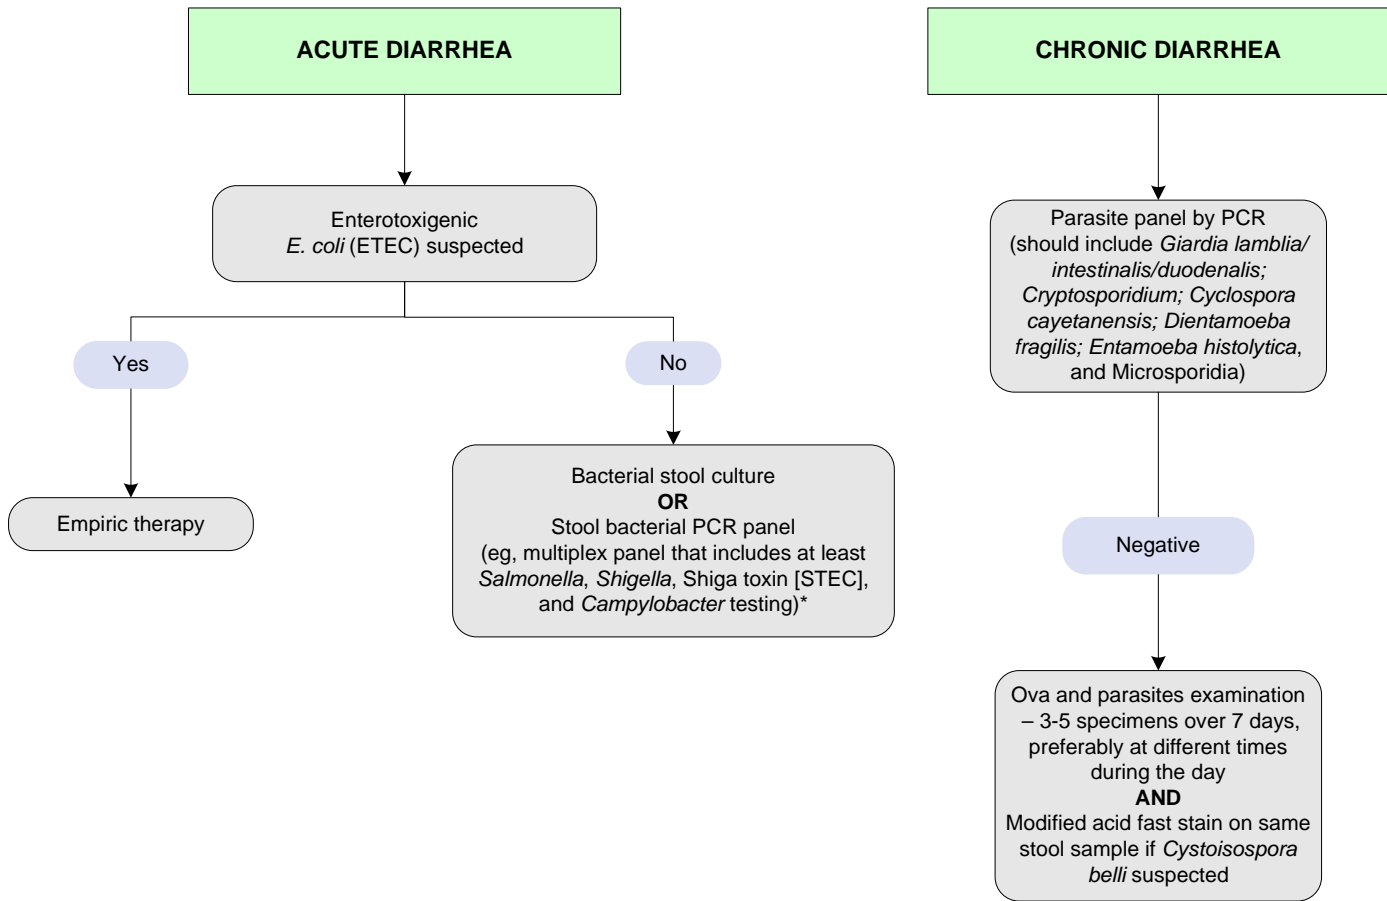 ACUTE DIARRHEA
Enterotoxigenic
E. coli (ETEC) suspected
Yes
No
Empiric therapy
Bacterial stool culture
OR
Stool bacterial PCR panel
(eg, multiplex panel that includes at least
Salmonella, Shigella, Shiga toxin [STEC],
and Campylobacter testing)*
CHRONIC DIARRHEA
Parasite panel by PCR
(should include Giardia lamblia/
intestinalis/duodenalis;
Cryptosporidium; Cyclospora
cayetanensis; Dientamoeba
fragilis; Entamoeba histolytica,
and Microsporidia)
Negative
Ova and parasites examination
– 3-5 specimens over 7 days,
preferably at different times
during the day
AND
Modified acid fast stain on same
stool sample if Cystoisospora
belli suspected